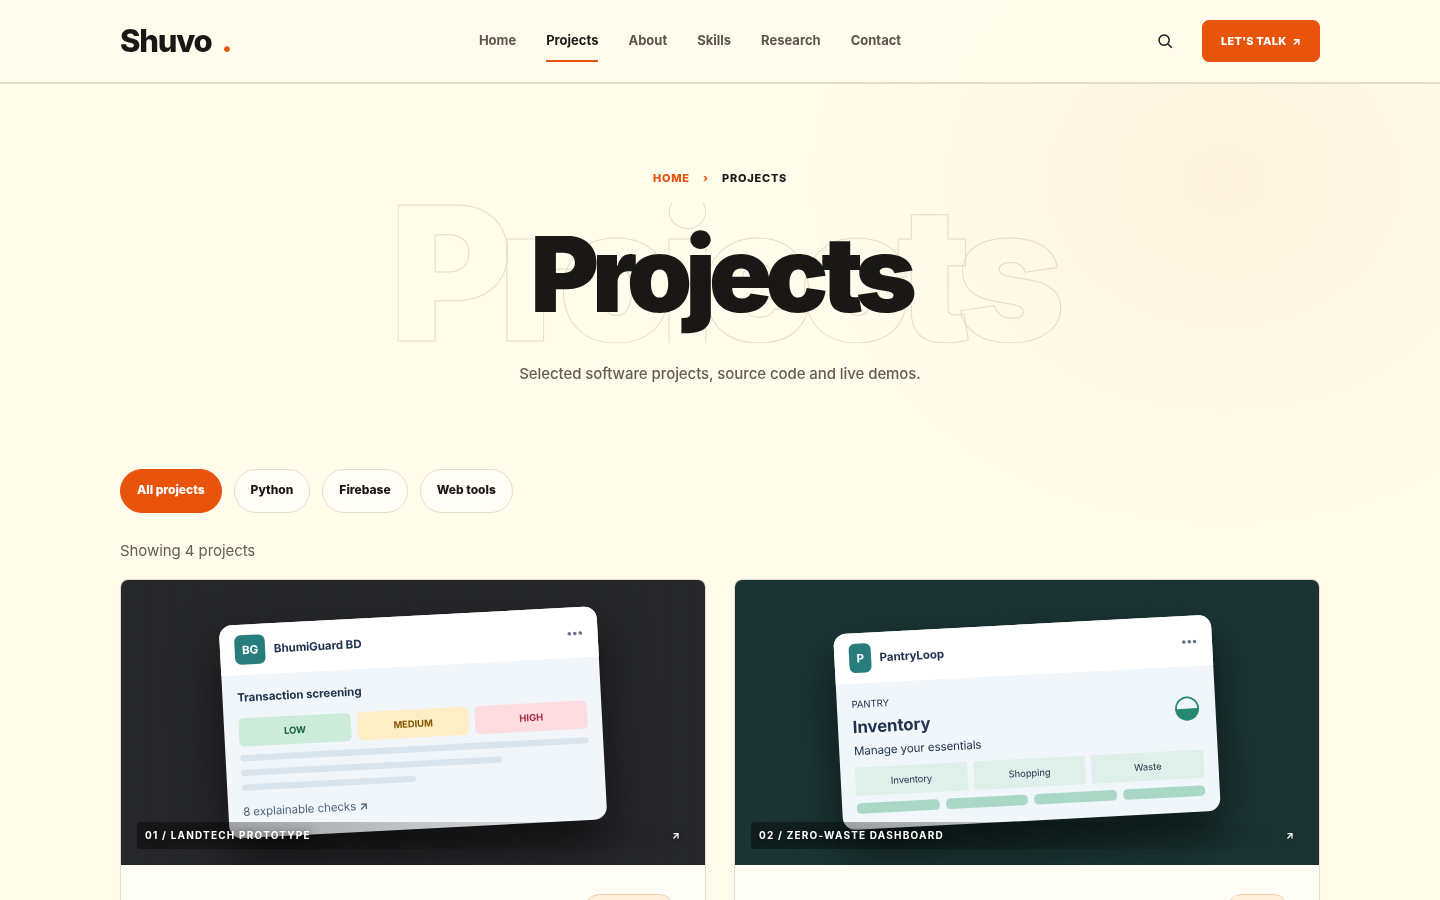 Shuvo .
Home Projects About Skills Research Contact
LET'S TALK ↗
HOME › PROJECTS
Projects
Projects
Selected software projects, source code and live demos.
All projects Python Firebase Web tools
Showing 4 projects
BG BhumiGuard BD •••
Transaction screening
LOW MEDIUM HIGH
8 explainable checks ↗
01 / LANDTECH PROTOTYPE ↗
P PantryLoop •••
PANTRY
Inventory
Manage your essentials
Inventory Shopping Waste
02 / ZERO-WASTE DASHBOARD ↗